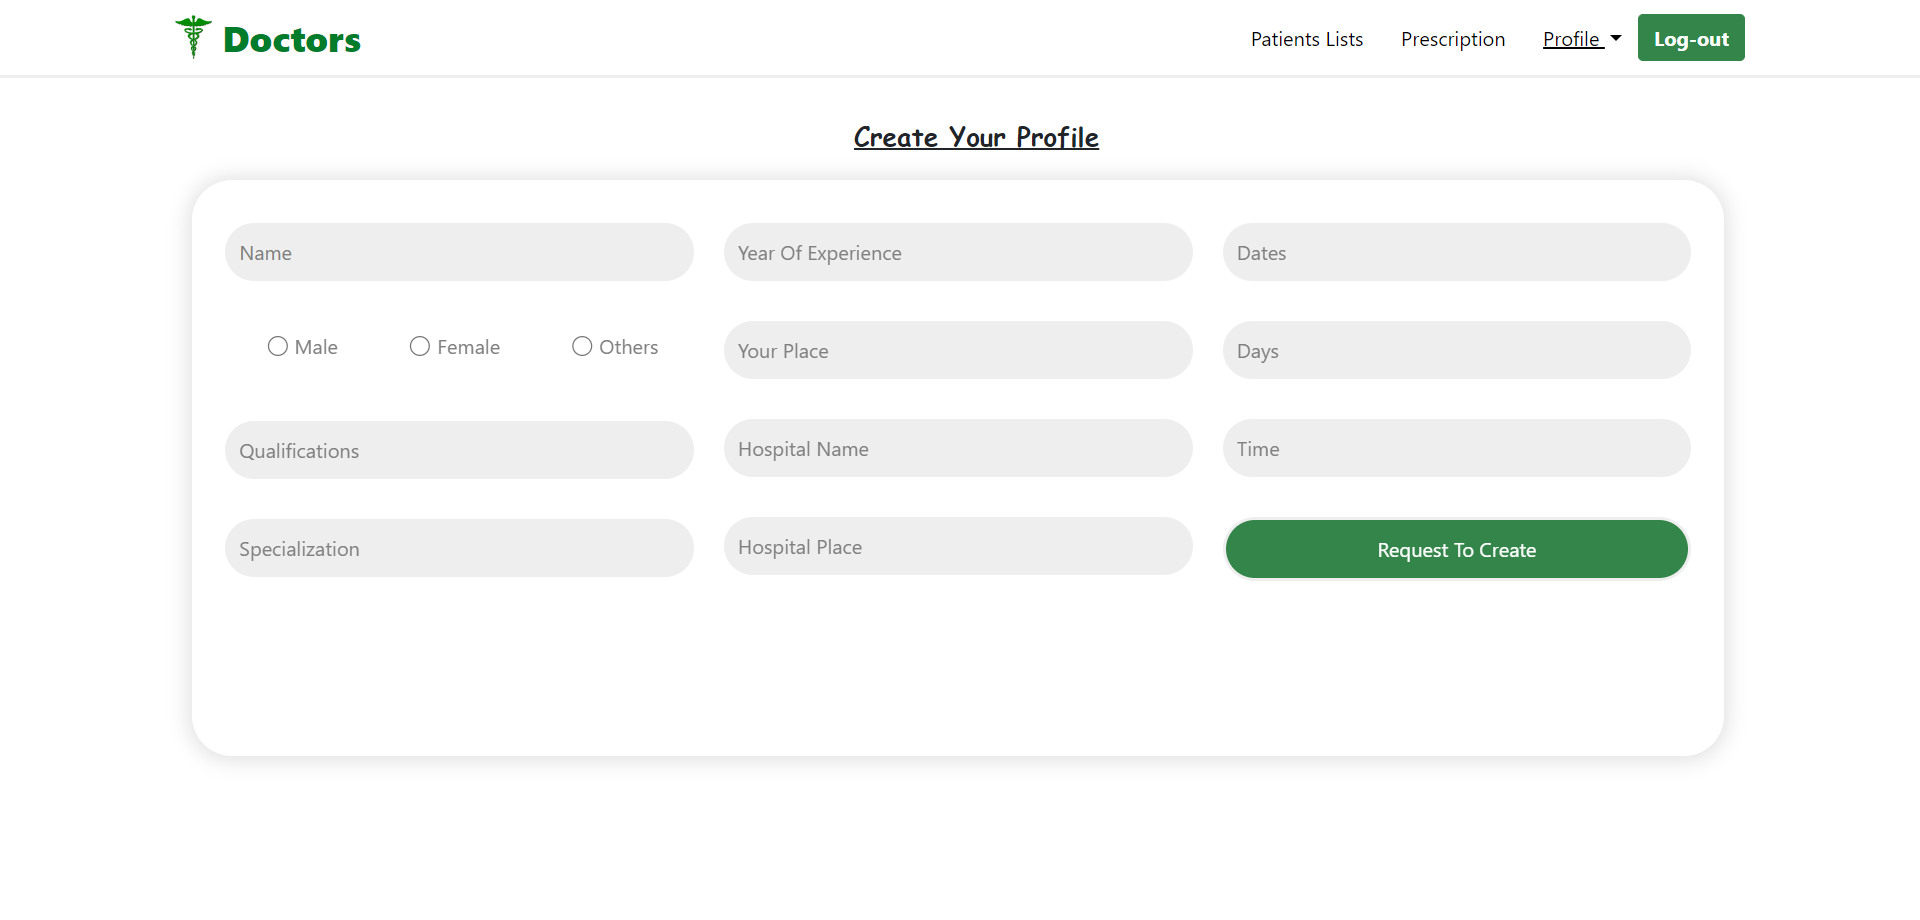 Doctors
Patients Lists Prescription Profile Log-out
Create Your Profile
Name Year Of Experience Dates
Male Female Others Your Place Days
Qualifications Hospital Name Time
Specialization Hospital Place Request To Create